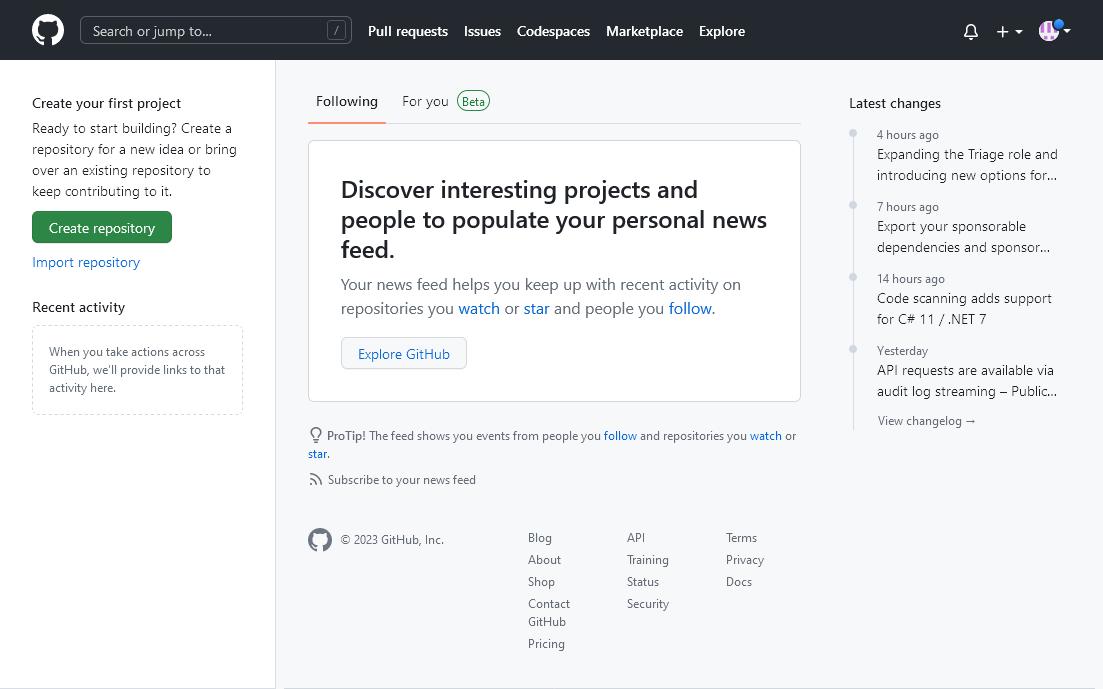 Search or jump to... /
Pull requests Issues Codespaces Marketplace Explore
Create your first project
Ready to start building? Create a
repository for a new idea or bring
over an existing repository to
keep contributing to it.
Create repository
Import repository
Recent activity
When you take actions across
GitHub, we'll provide links to that
activity here.
Following For you Beta
Discover interesting projects and
people to populate your personal news
feed.
Your news feed helps you keep up with recent activity on
repositories you watch or star and people you follow.
Explore GitHub
ProTip! The feed shows you events from people you follow and repositories you watch or
star.
Subscribe to your news feed
© 2023 GitHub, Inc.
Blog
About
Shop
Contact
GitHub
Pricing
API
Training
Status
Security
Terms
Privacy
Docs
Latest changes
4 hours ago
Expanding the Triage role and
introducing new options for...
7 hours ago
Export your sponsorable
dependencies and sponsor...
14 hours ago
Code scanning adds support
for C# 11 / .NET 7
Yesterday
API requests are available via
audit log streaming – Public...
View changelog →